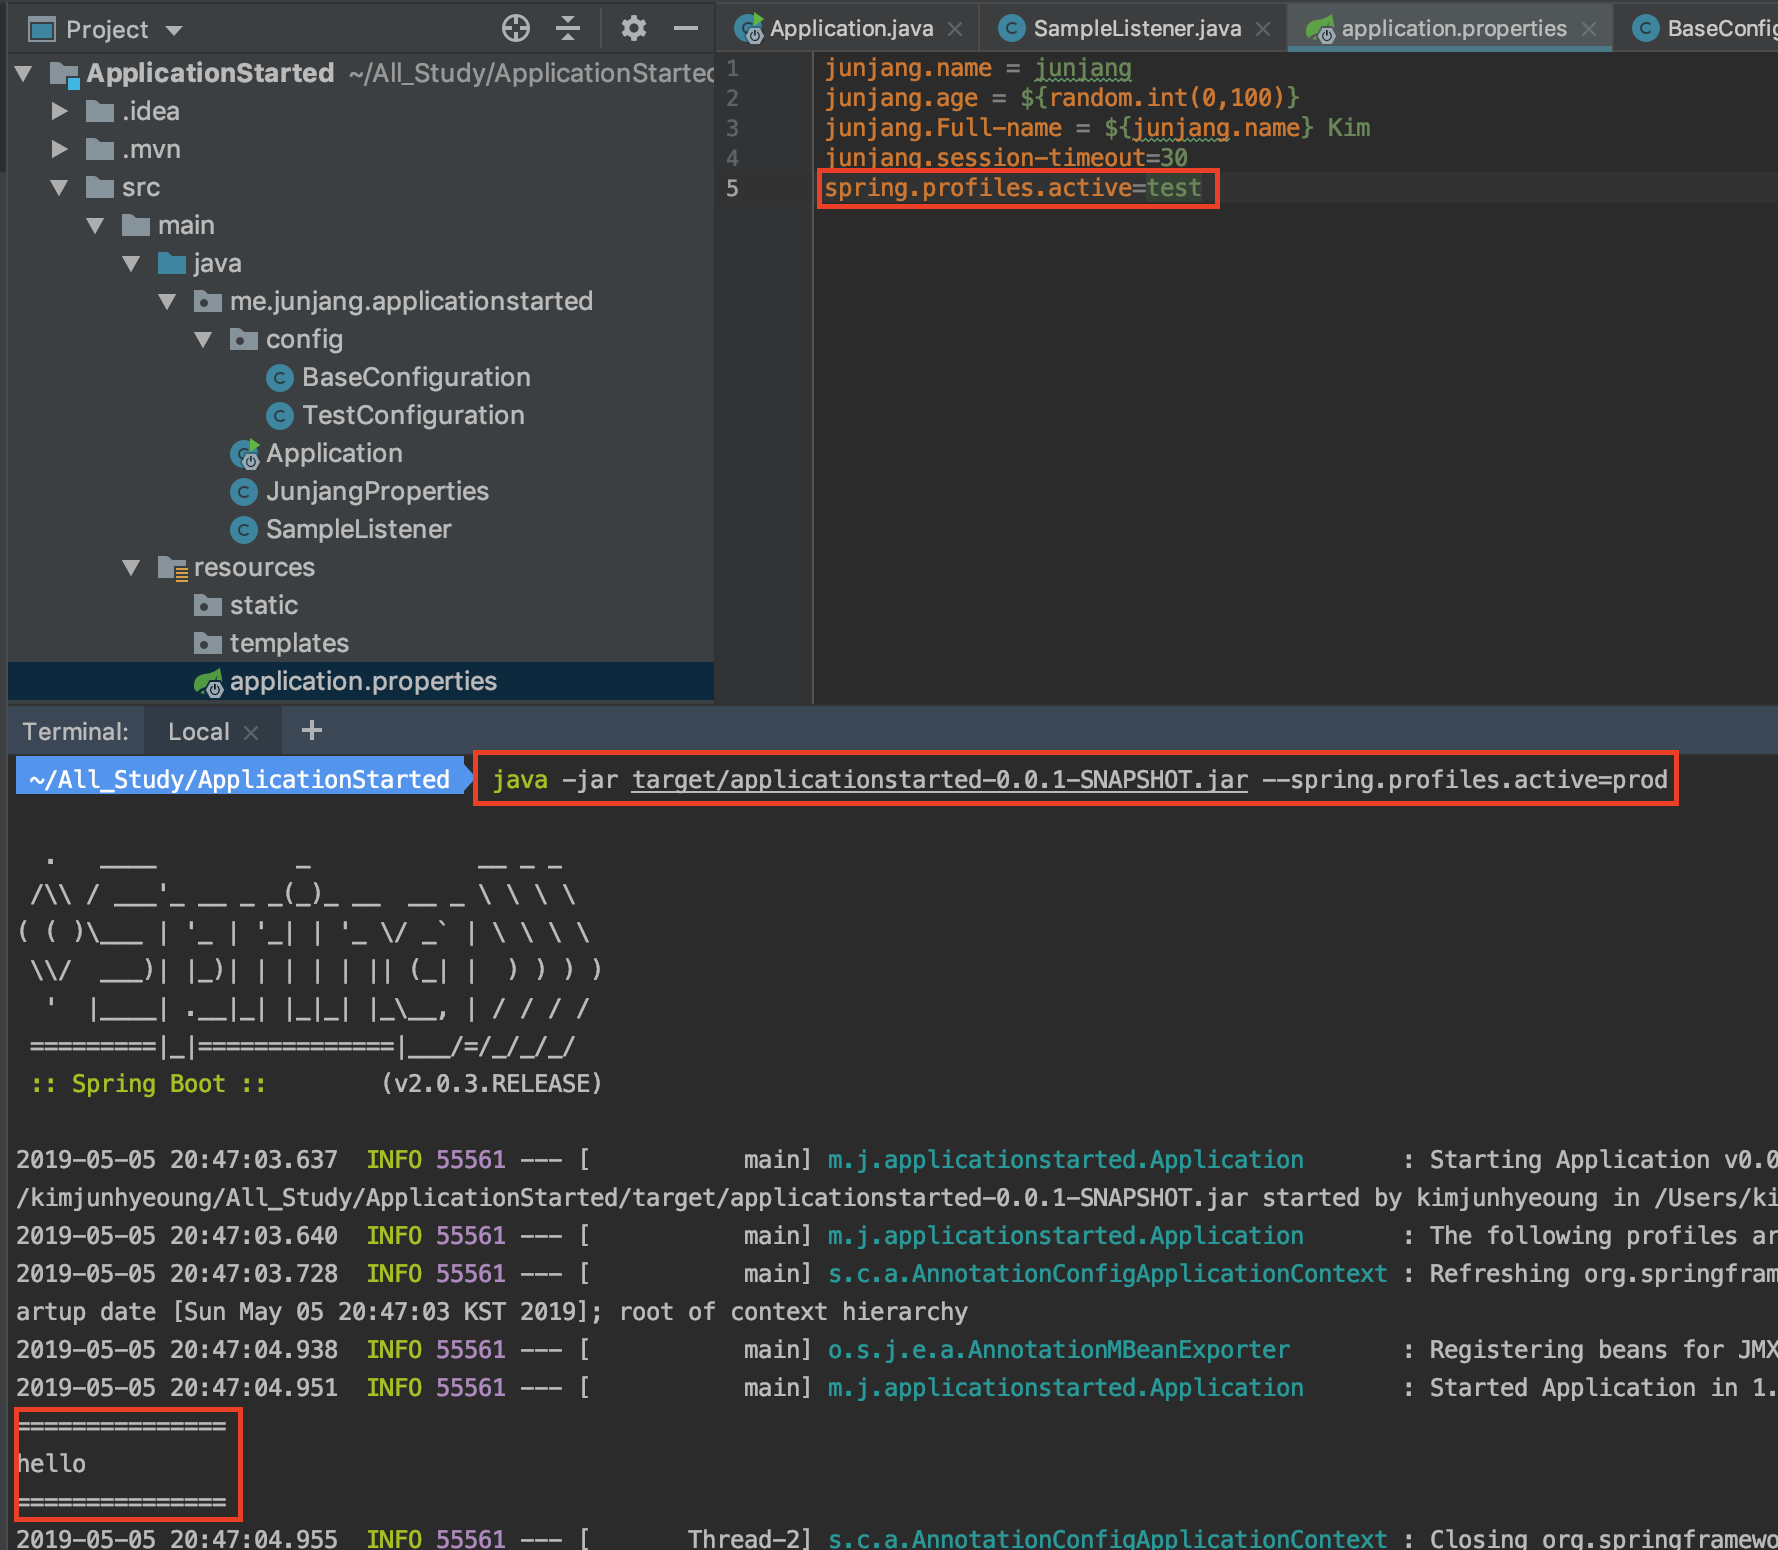 Project
Application.java
SampleListener.java
application.properties
BaseConfig
ApplicationStarted ~/All_Study/ApplicationStarted
.idea
.mvn
src
main
java
me.junjang.applicationstarted
config
BaseConfiguration
TestConfiguration
Application
JunjangProperties
SampleListener
resources
static
templates
application.properties
1 junjang.name = junjang
2 junjang.age = ${random.int(0,100)}
3 junjang.Full-name = ${junjang.name} Kim
4 junjang.session-timeout=30
5 spring.profiles.active=test
Terminal: Local +
~/All_Study/ApplicationStarted java -jar target/applicationstarted-0.0.1-SNAPSHOT.jar --spring.profiles.active=prod
  .   ____          _            __ _ _
 /\\ / ___'_ __ _ _(_)_ __  __ _ \ \ \ \
( ( )\___ | '_ | '_| | '_ \/ _` | \ \ \ \
 \\/  ___)| |_)| | | | | || (_| |  ) ) ) )
  '  |____| .__|_| |_|_| |_\__, | / / / /
 =========|_|==============|___/=/_/_/_/
 :: Spring Boot ::        (v2.0.3.RELEASE)
2019-05-05 20:47:03.637  INFO 55561 --- [           main] m.j.applicationstarted.Application       : Starting Application v0.0
/kimjunhyeoung/All_Study/ApplicationStarted/target/applicationstarted-0.0.1-SNAPSHOT.jar started by kimjunhyeoung in /Users/ki
2019-05-05 20:47:03.640  INFO 55561 --- [           main] m.j.applicationstarted.Application       : The following profiles ar
2019-05-05 20:47:03.728  INFO 55561 --- [           main] s.c.a.AnnotationConfigApplicationContext : Refreshing org.springfram
artup date [Sun May 05 20:47:03 KST 2019]; root of context hierarchy
2019-05-05 20:47:04.938  INFO 55561 --- [           main] o.s.j.e.a.AnnotationMBeanExporter        : Registering beans for JMX
2019-05-05 20:47:04.951  INFO 55561 --- [           main] m.j.applicationstarted.Application       : Started Application in 1.
===============
hello
===============
2019-05-05 20:47:04.955  INFO 55561 --- [       Thread-2] s.c.a.AnnotationConfigApplicationContext : Closing org.springframewo